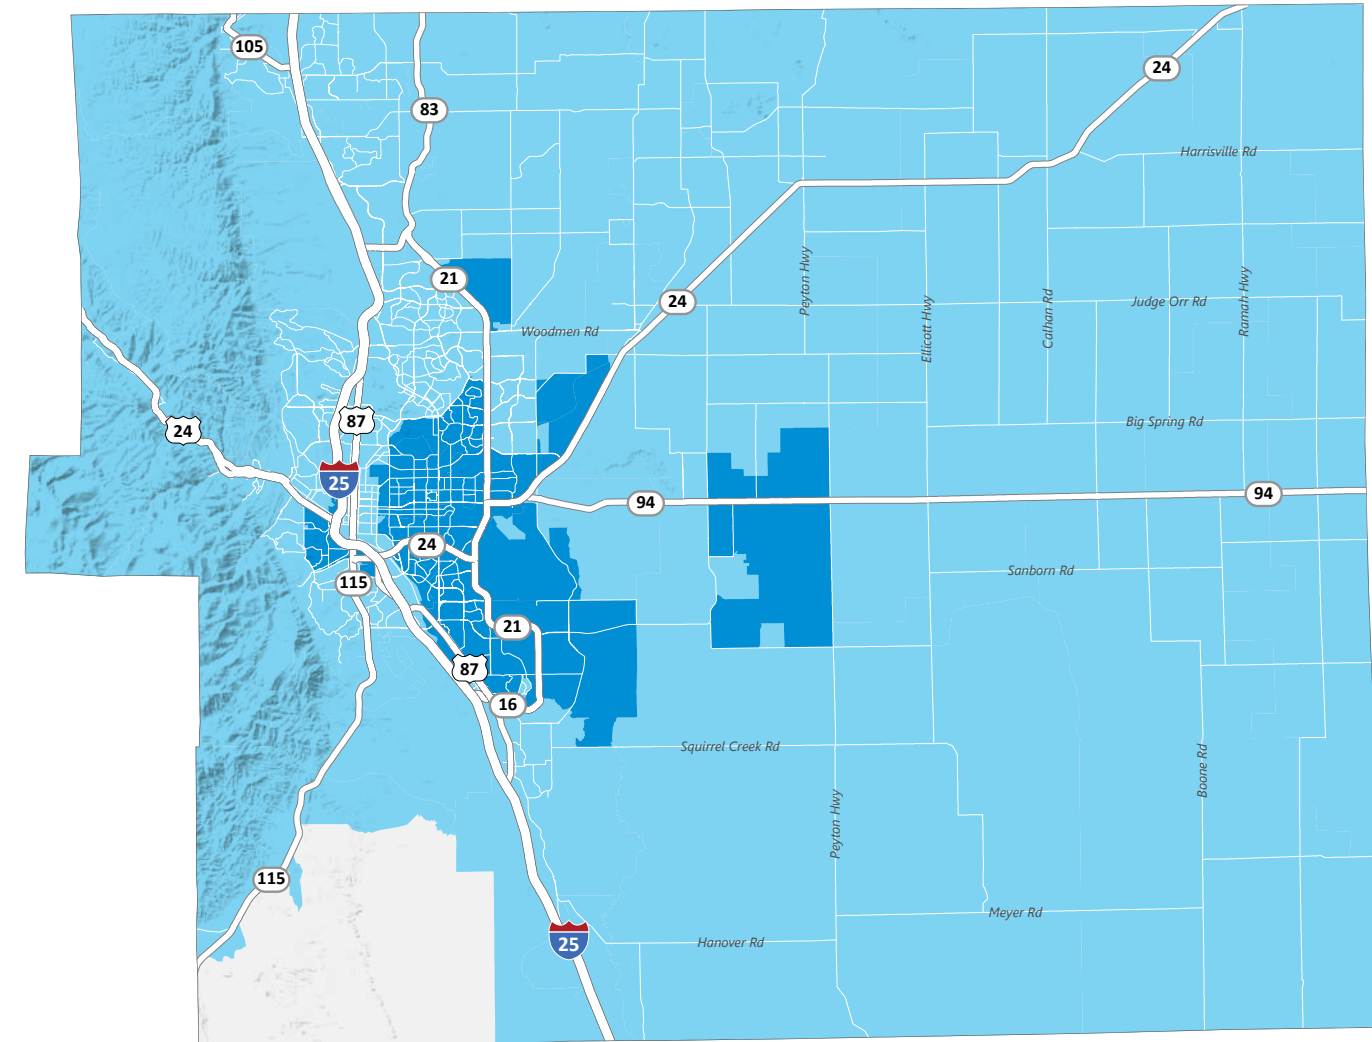 105
24
83
Harrisville Rd
21
Peyton Hwy
24
Ellicott Hwy
Calhan Rd
Judge Orr Rd
Ramah Hwy
Woodmen Rd
87
24
Big Spring Rd
25
94
94
24
115
Sanborn Rd
21
87
16
Squirrel Creek Rd
Boone Rd
Peyton Hwy
115
Meyer Rd
25
Hanover Rd